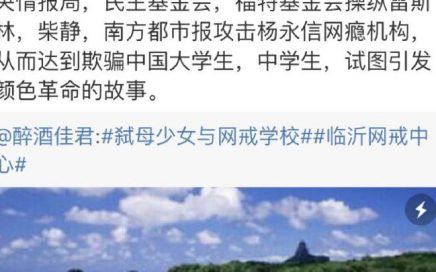 央情报局，民主基金会，福特基金会操纵雷斯
林，柴静，南方都市报攻击杨永信网瘾机构，
从而达到欺骗中国大学生，中学生，试图引发
颜色革命的故事。
@醉酒佳君:#弑母少女与网戒学校##临沂网戒中
心#